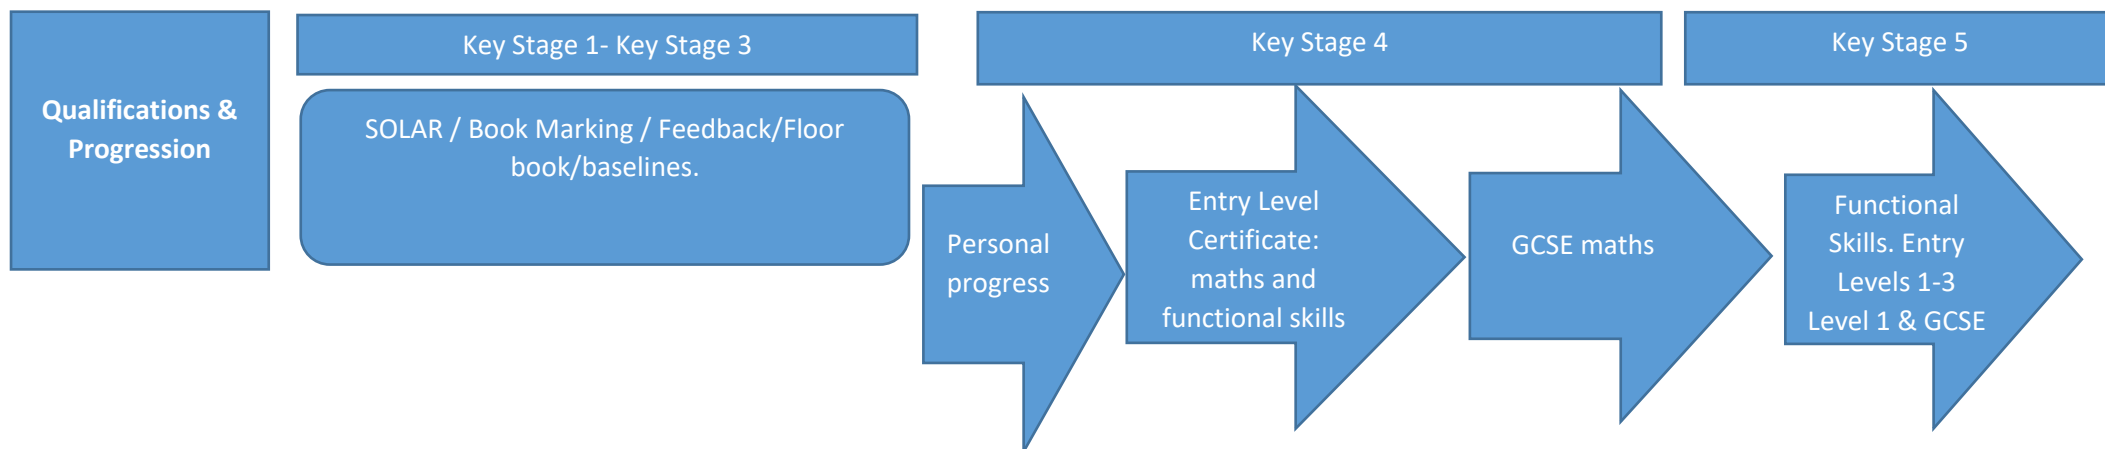 Qualifications &
Progression
Key Stage 1- Key Stage 3
SOLAR / Book Marking / Feedback/Floor
book/baselines.
Key Stage 4
Personal
progress
Entry Level
Certificate:
maths and
functional skills
GCSE maths
Key Stage 5
Functional
Skills. Entry
Levels 1-3
Level 1 & GCSE